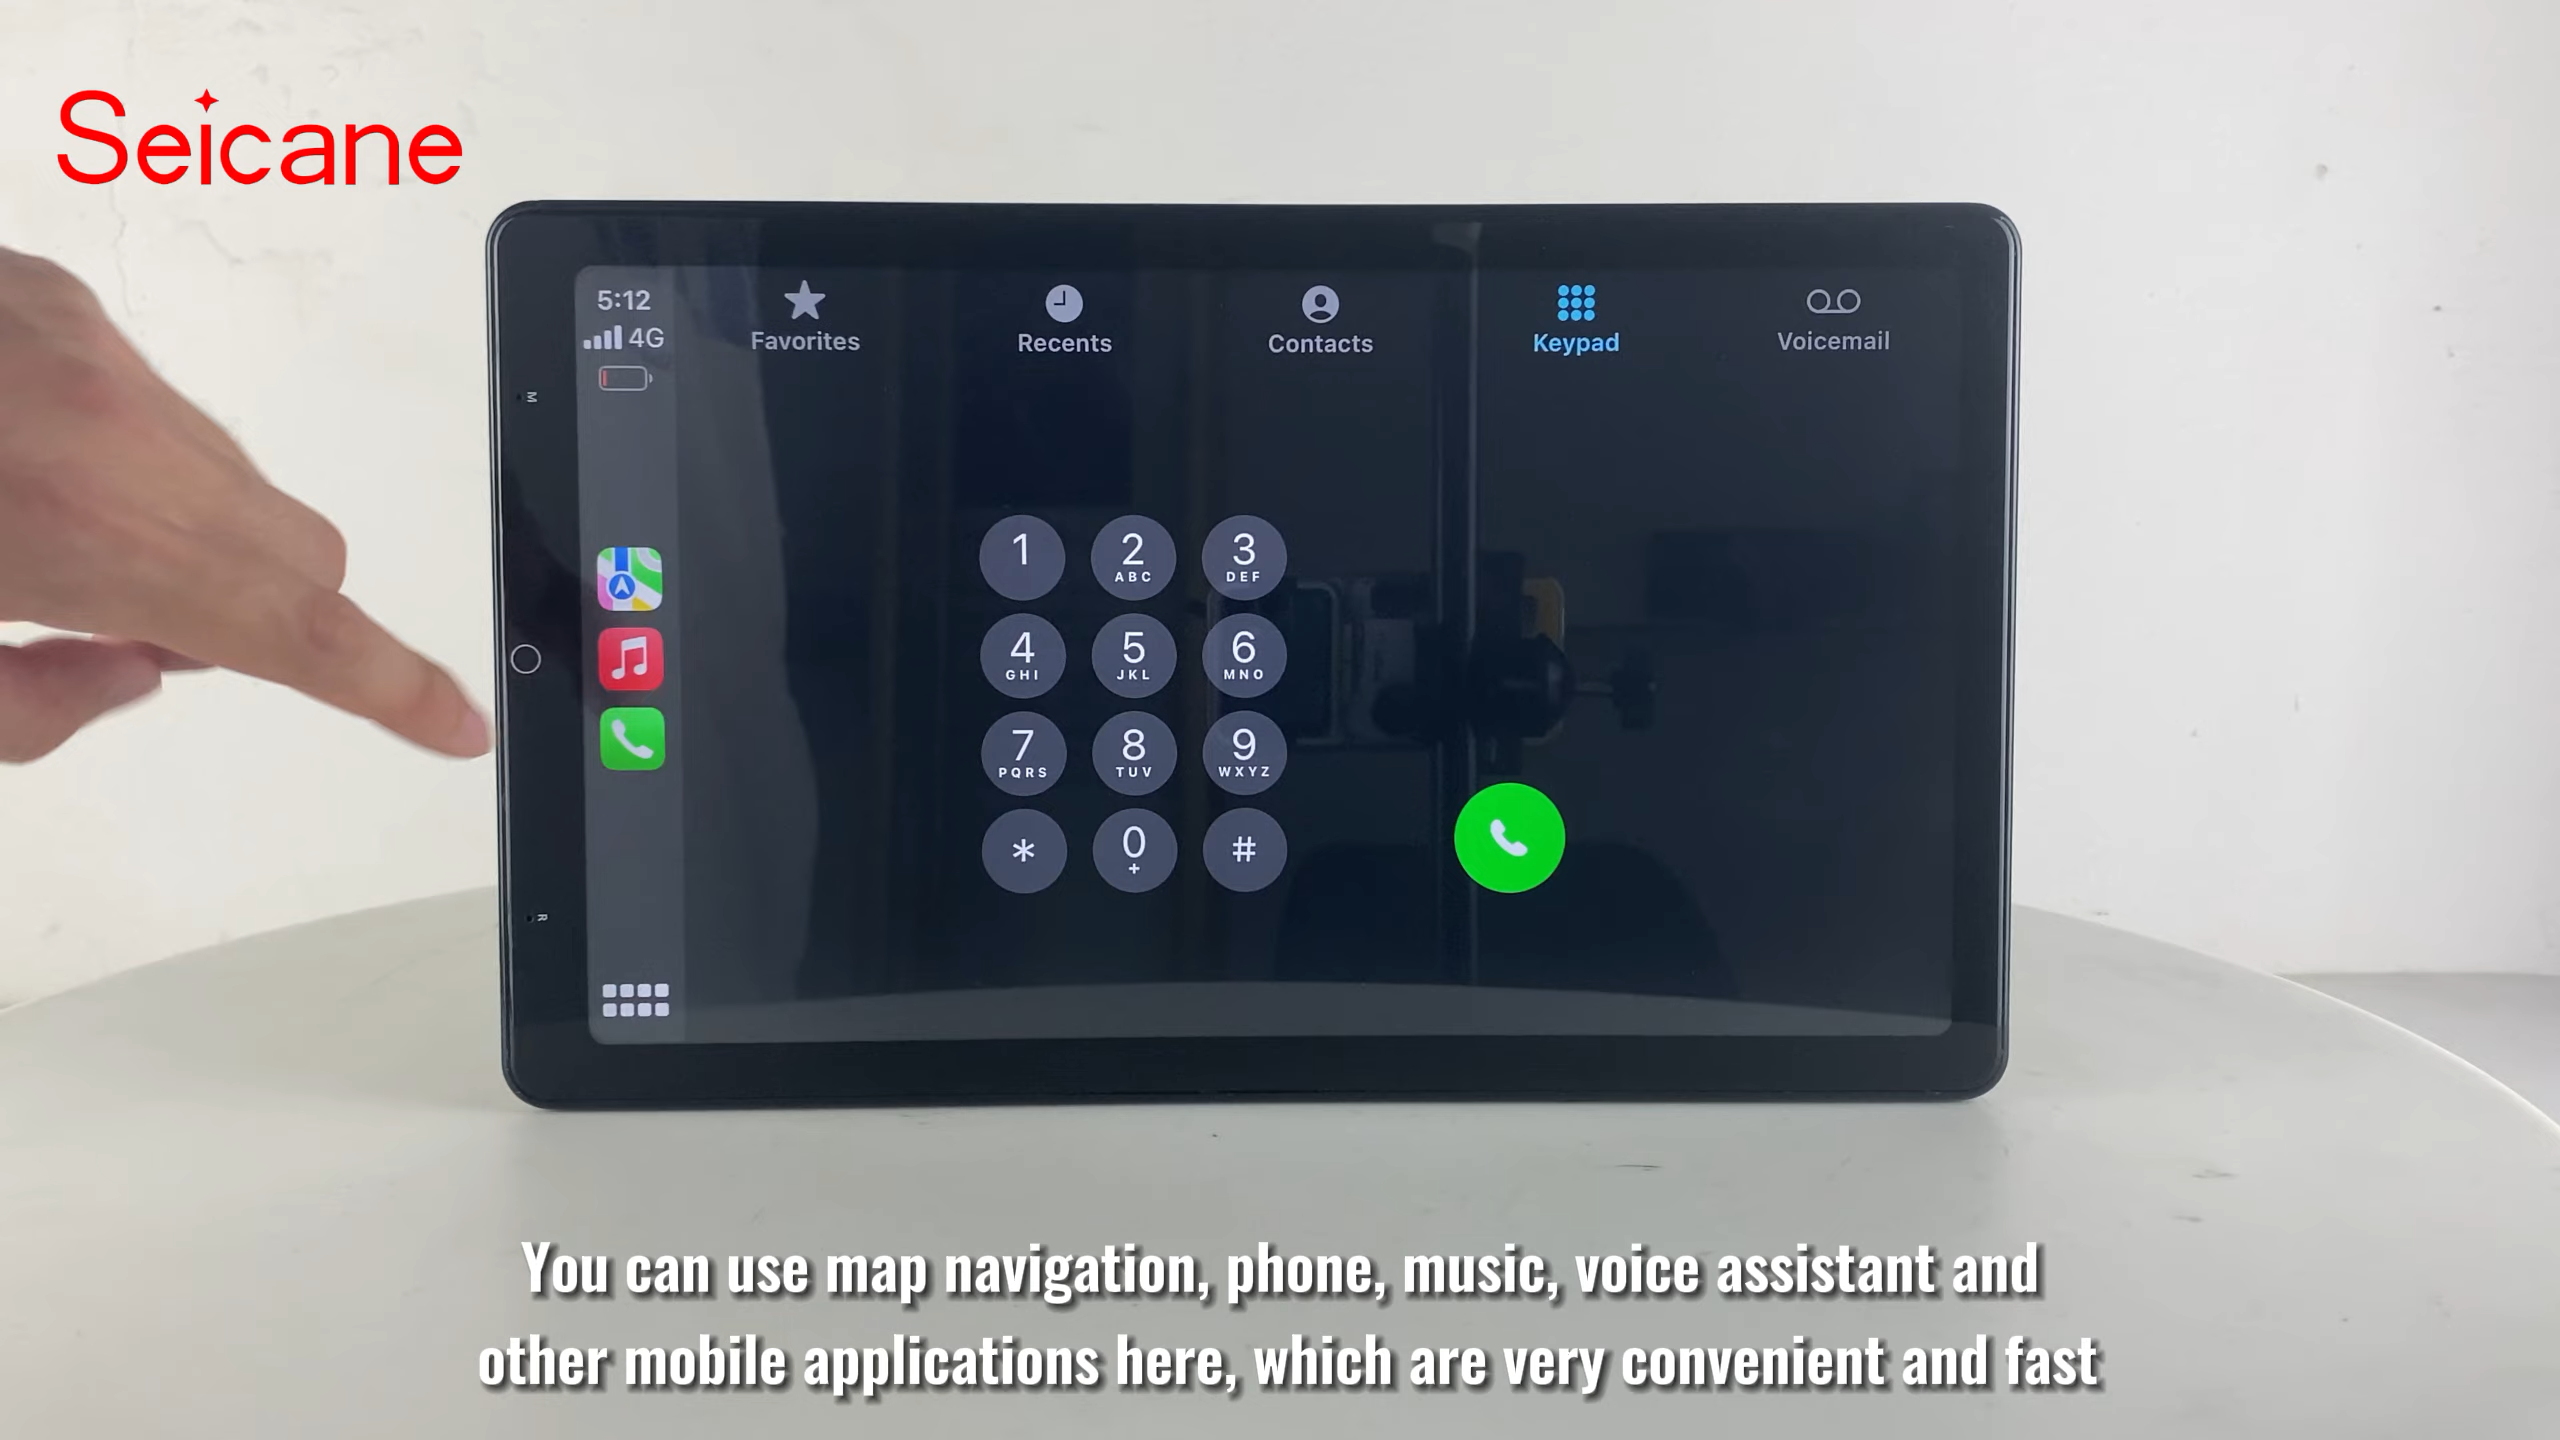 Seicane
5:12
4G
Favorites
Recents
Contacts
Keypad
Voicemail
M
1
2
ABC
3
DEF
4
GHI
5
JKL
6
MNO
7
PQRS
8
TUV
9
WXYZ
*
0
+
#
R
You can use map navigation, phone, music, voice assistant and
other mobile applications here, which are very convenient and fast